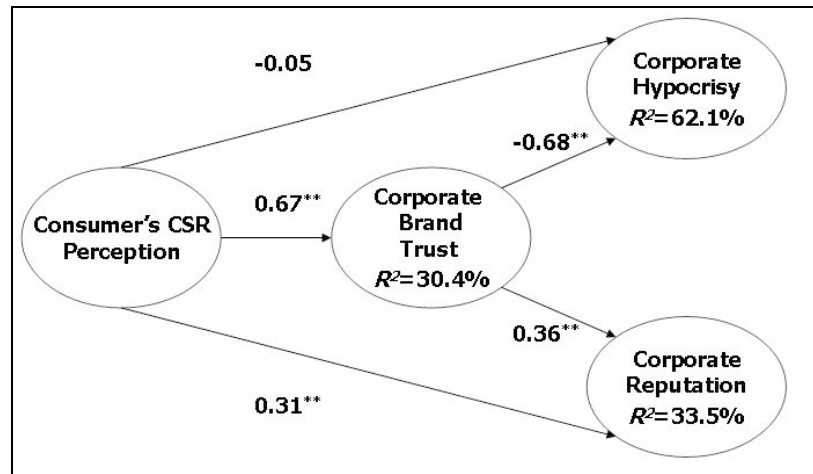 -0.05
Corporate
Hypocrisy
R²=62.1%
-0.68**
Consumer's CSR
Perception
0.67**
Corporate
Brand
Trust
R²=30.4%
0.36**
Corporate
Reputation
R²=33.5%
0.31**